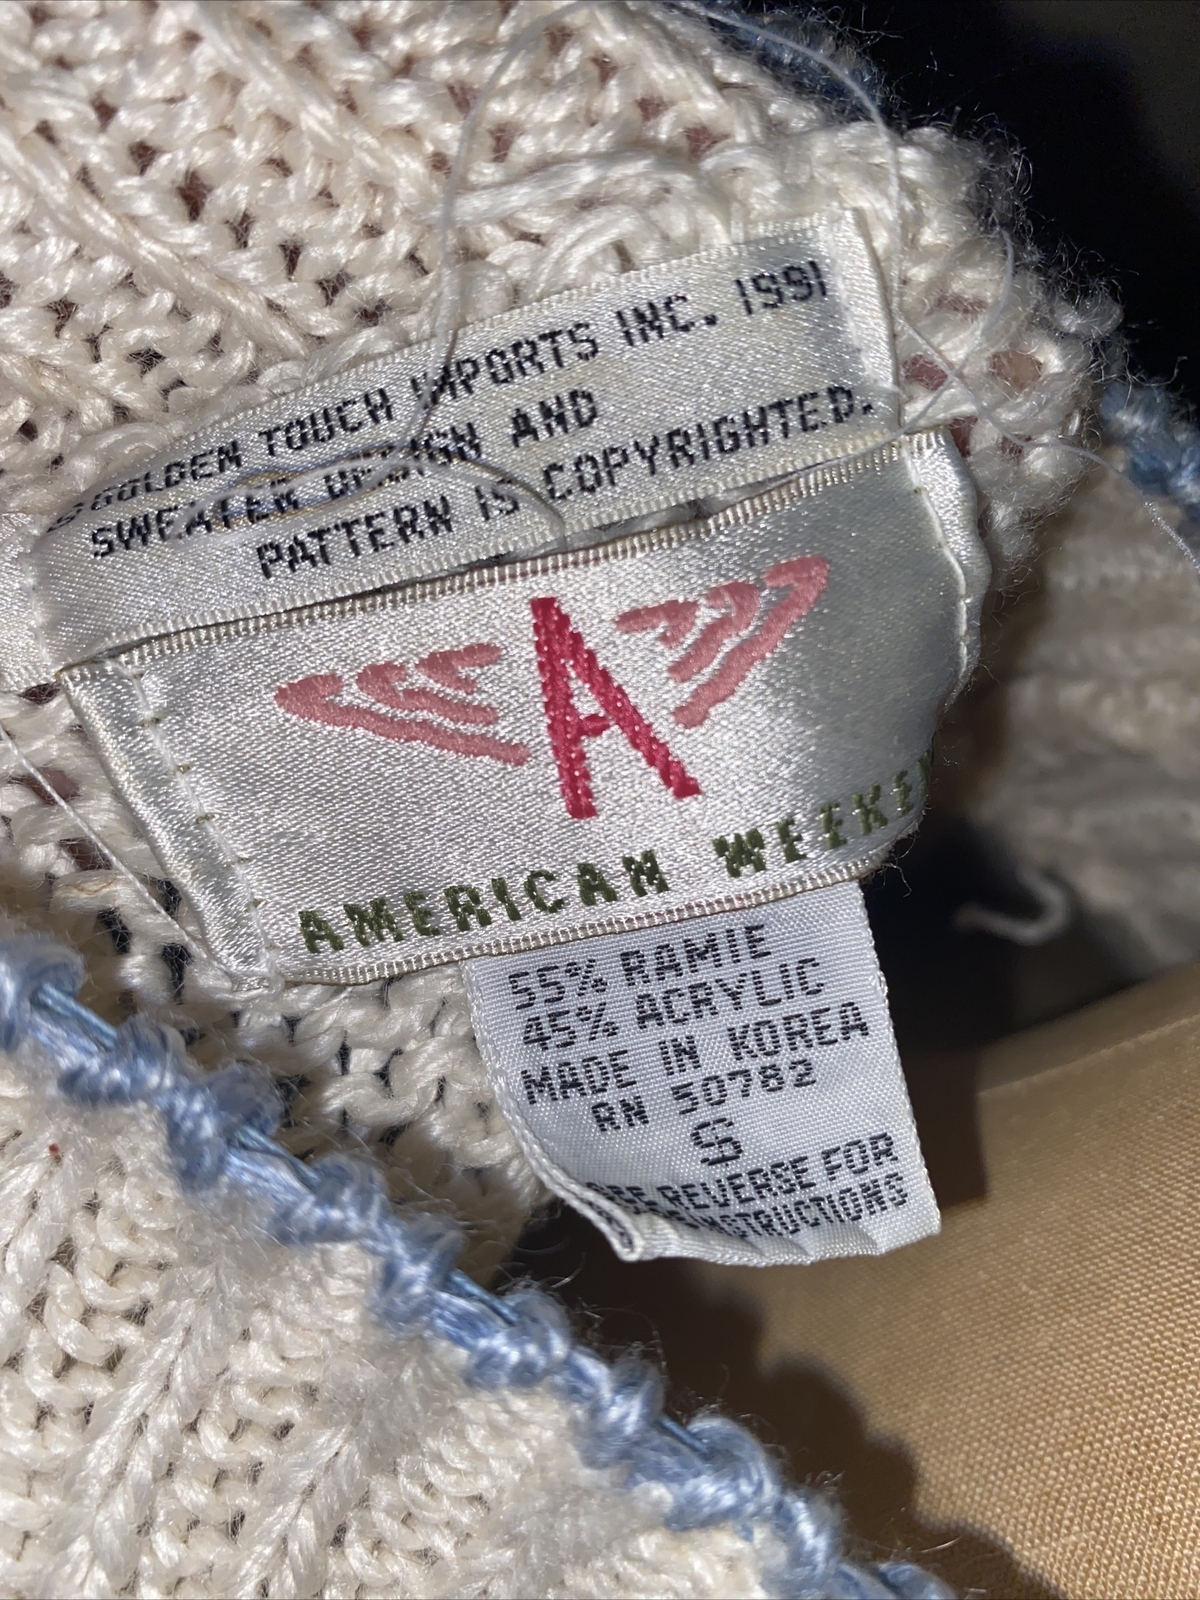 GOLDEN TOUCH IMPORTS INC. 1991
SWEATER DESIGN AND
PATTERN IS COPYRIGHTED.
A
AMERICAN WEEKEN
55% RAMIE
45% ACRYLIC
MADE IN KOREA
RN 50782
S
SEE REVERSE FOR
INSTRUCTIONS